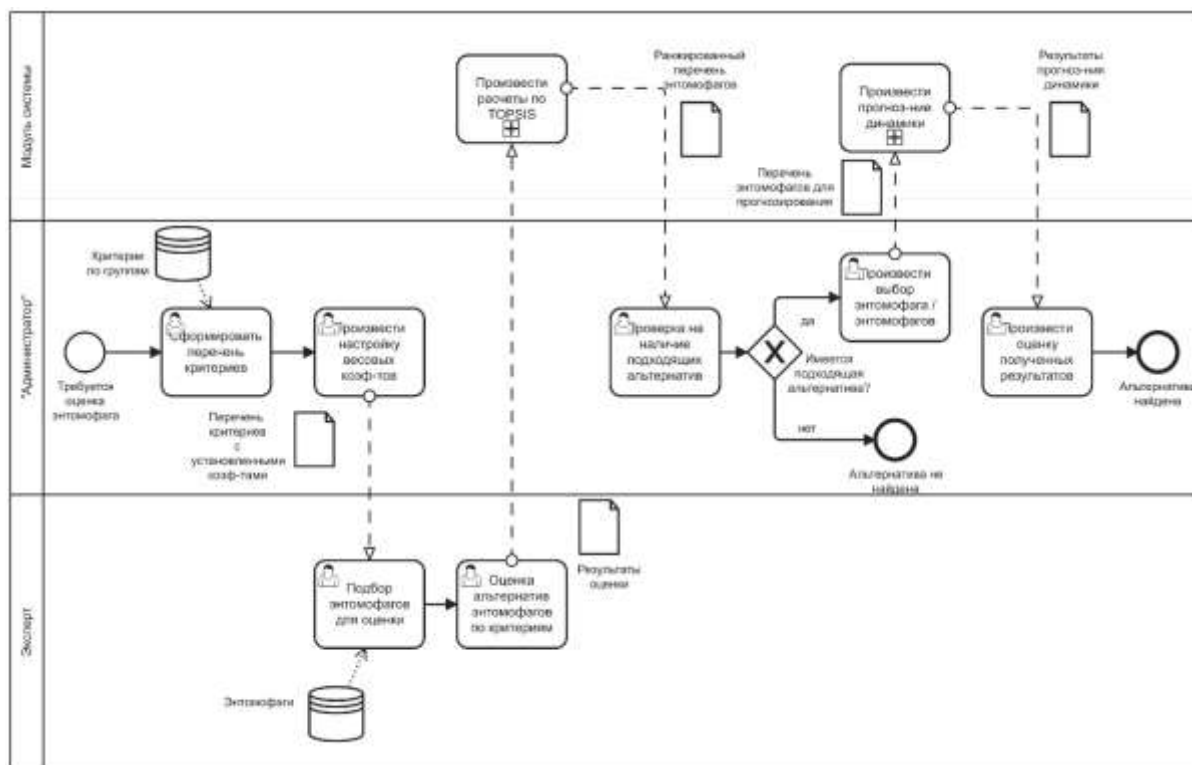 Модуль системы
Произвести
расчеты по
TOPSIS
Ранжированный
перечень
энтомофагов
Произвести
прогноз-ния
динамики
Результаты
прогноз-ния
динамики
Перечень
энтомофагов для
прогнозирования
"Администратор"
Критерии
по группам
Требуется
оценка
энтомофага
Сформировать
перечень
критериев
Произвести
настройку
весовых
коэф-тов
Перечень
критериев
с
установленными
коэф-тами
Проверка на
наличие
подходящих
альтернатив
да
Имеется
подходящая
альтернатива?
нет
Произвести
выбор
энтомофага /
энтомофагов
Альтернатива не
найдена
Произвести
оценку
полученных
результатов
Альтернатива
найдена
Эксперт
Подбор
энтомофагов
для оценки
Оценка
альтернатив
энтомофагов
по критериям
Результаты
оценки
Энтомофаги